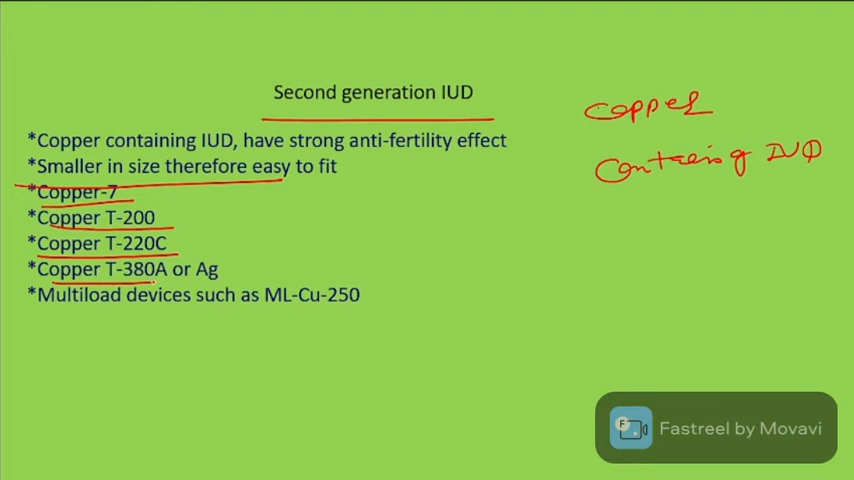 Second generation IUD
*Copper containing IUD, have strong anti-fertility effect
*Smaller in size therefore easy to fit
*Copper-7
*Copper T-200
*Copper T-220C
*Copper T-380A or Ag
*Multiload devices such as ML-Cu-250
Copper
Containing IUD
Fastreel by Movavi